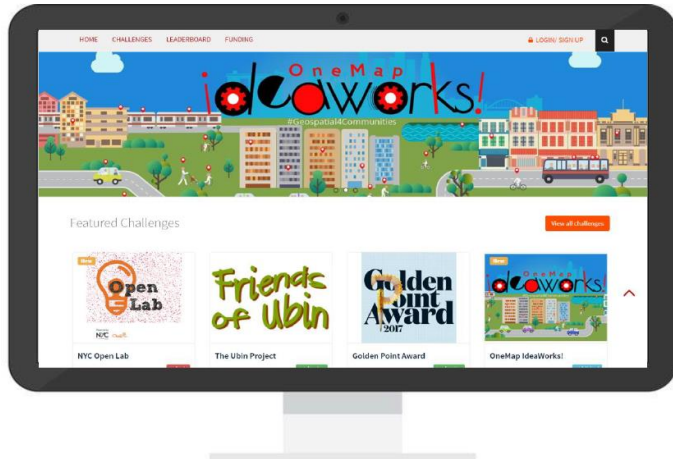 HOME CHALLENGES LEADERBOARD FUNDING LOGIN/ SIGN UP
OneMap
ideaworks!
#Geospatial4Communities
Featured Challenges
View all challenges
New
Open
Lab
NYC
Friends
of Ubin
Golden
Point
Award
2017
New
OneMap
ideaworks!
NYC Open Lab
The Ubin Project
Golden Point Award
OneMap IdeaWorks!